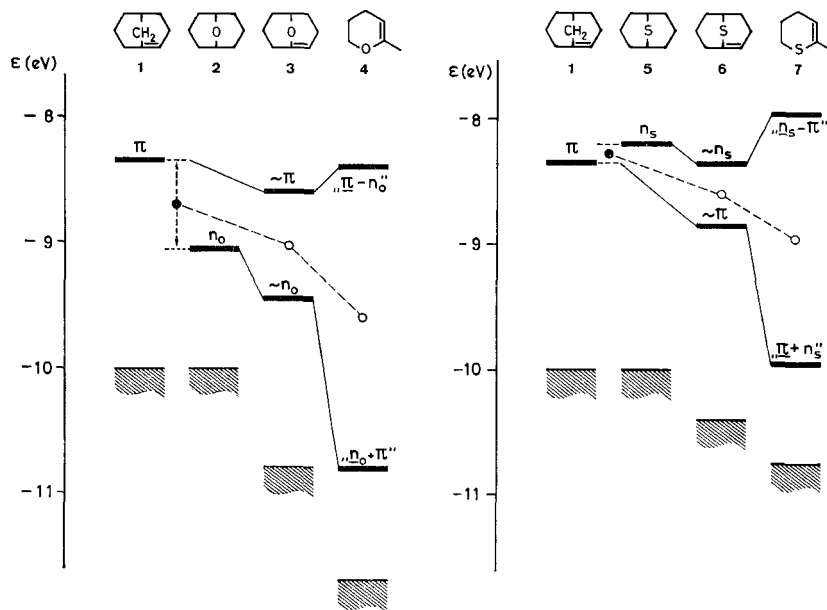 CH₂ O O O
1 2 3 4
ε (eV)
– 8
– 9
– 10
– 11
π
n₀
~π
~n₀
„π – n₀”
„n₀ + π”
CH₂ S S S
1 5 6 7
ε (eV)
– 8
– 9
– 10
– 11
π
nₛ
~nₛ
~π
„nₛ – π”
„π + nₛ”